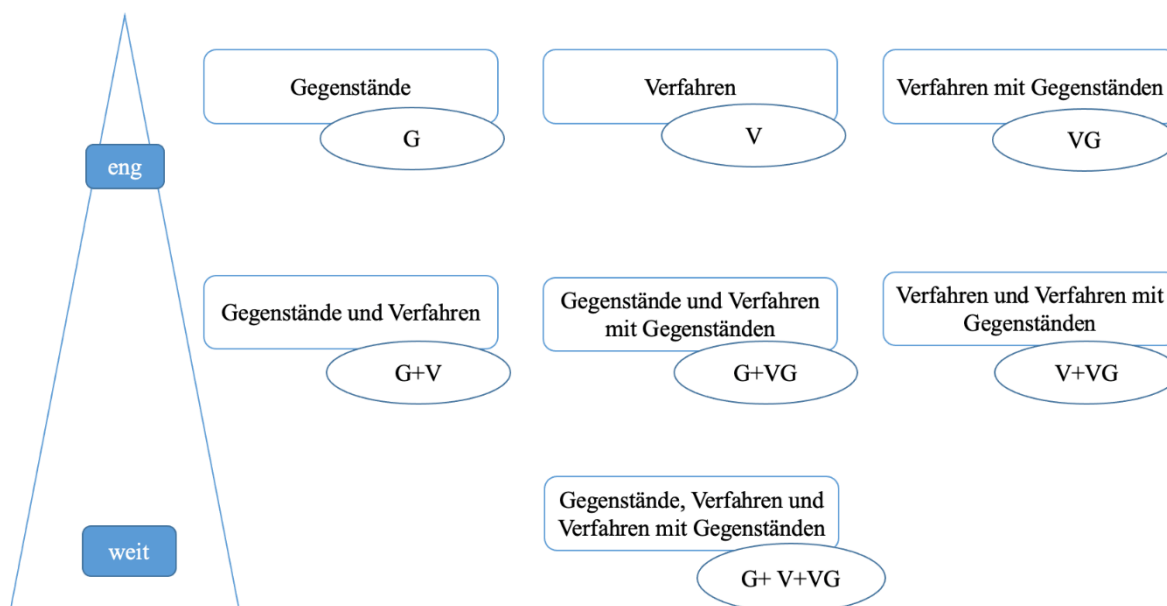 Gegenstände
Verfahren
Verfahren mit Gegenständen
G
V
VG
eng
Gegenstände und Verfahren
Gegenstände und Verfahren
mit Gegenständen
Verfahren und Verfahren mit
Gegenständen
G+V
G+VG
V+VG
Gegenstände, Verfahren und
Verfahren mit Gegenständen
weit
G+ V+VG